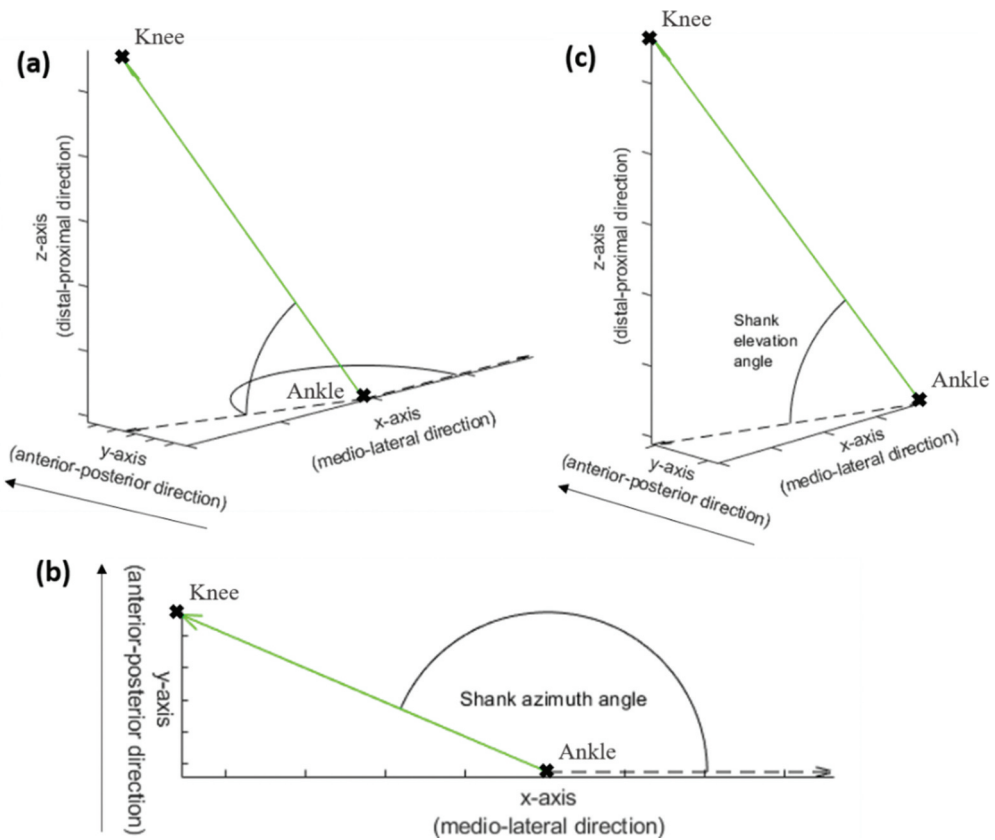 (a)
Knee
z-axis
(distal-proximal direction)
Ankle
x-axis
(medio-lateral direction)
y-axis
(anterior-posterior direction)
(c)
Knee
z-axis
(distal-proximal direction)
Shank
elevation
angle
Ankle
x-axis
(medio-lateral direction)
y-axis
(anterior-posterior direction)
(b)
Knee
(anterior-posterior direction)
y-axis
Shank azimuth angle
Ankle
x-axis
(medio-lateral direction)